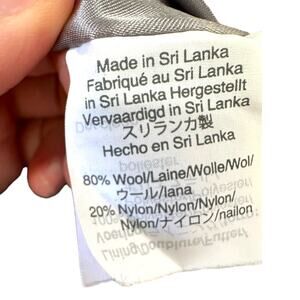 Made in Sri Lanka
Fabriqué au Sri Lanka
in Sri Lanka Hergestellt
Vervaardigd in SriLanka
スリランカ製
Hecho en Sri Lanka
80% Wool/Laine/Wolle/Wol/
ウール/lana
20% Nylon/Nylon/Nylon/
Nylon/ナイロン/nailon